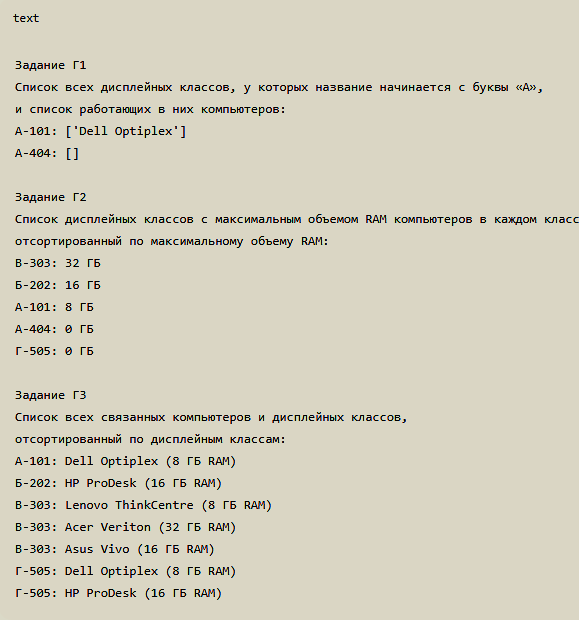 text
Задание Г1
Список всех дисплейных классов, у которых название начинается с буквы «А»,
и список работающих в них компьютеров:
А-101: ['Dell Optiplex']
А-404: []
Задание Г2
Список дисплейных классов с максимальным объемом RAM компьютеров в каждом класс
отсортированный по максимальному объему RAM:
В-303: 32 ГБ
Б-202: 16 ГБ
А-101: 8 ГБ
А-404: 0 ГБ
Г-505: 0 ГБ
Задание Г3
Список всех связанных компьютеров и дисплейных классов,
отсортированный по дисплейным классам:
А-101: Dell Optiplex (8 ГБ RAM)
Б-202: HP ProDesk (16 ГБ RAM)
В-303: Lenovo ThinkCentre (8 ГБ RAM)
В-303: Acer Veriton (32 ГБ RAM)
В-303: Asus Vivo (16 ГБ RAM)
Г-505: Dell Optiplex (8 ГБ RAM)
Г-505: HP ProDesk (16 ГБ RAM)